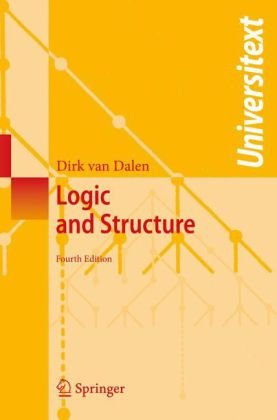 Universitext
Dirk van Dalen
Logic
and Structure
Fourth Edition
Springer